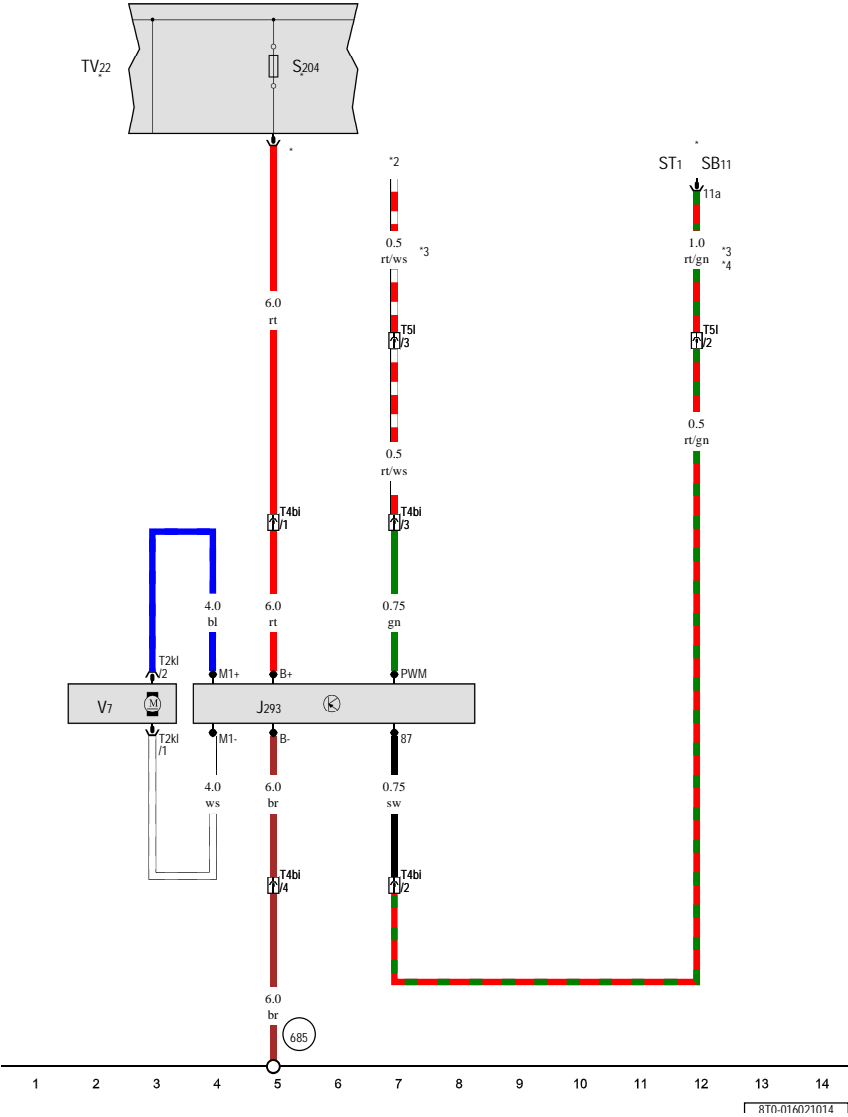 TV22
*
S204
*
*
*2
*
ST1 SB11
11a
0.5
rt/ws
*3
1.0
rt/gn
*3
*4
6.0
rt
T5l
/3
T5l
/2
0.5
rt/gn
0.5
rt/ws
T4bi
/1
T4bi
/3
4.0
bl
6.0
rt
0.75
gn
T2kl
/2
M1+
B+
PWM
V7
M
J293
T2kl
/1
M1-
B-
87
4.0
ws
6.0
br
0.75
sw
T4bi
/4
T4bi
/2
6.0
br
685
1 2 3 4 5 6 7 8 9 10 11 12 13 14
8T0-016021014